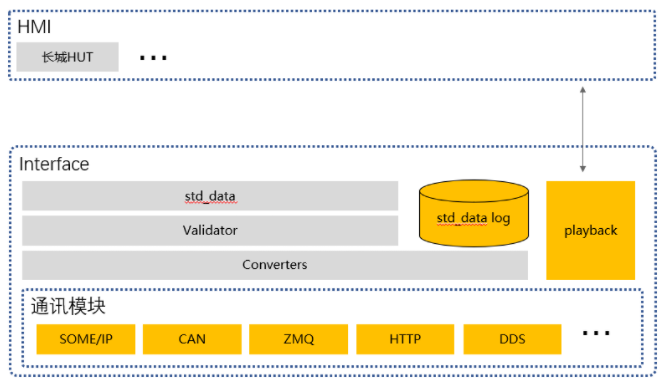 HMI
长城HUT
...
Interface
std_data
Validator
std_data log
playback
Converters
通讯模块
SOME/IP
CAN
ZMQ
HTTP
DDS
...